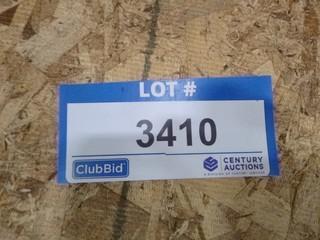 LOT #
3410
ClubBid
CENTURY
AUCTIONS